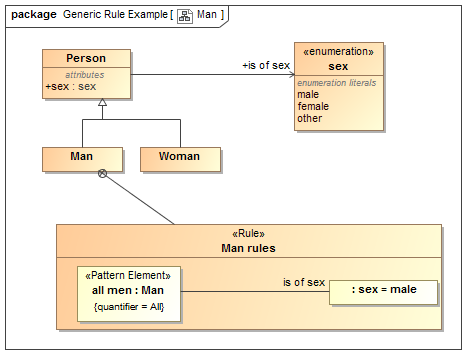 package Generic Rule Example [ Man ]
Person
attributes
+sex : sex
+is of sex
«enumeration»
sex
enumeration literals
male
female
other
Man
Woman
«Rule»
Man rules
«Pattern Element»
all men : Man
{quantifier = All}
is of sex
: sex = male